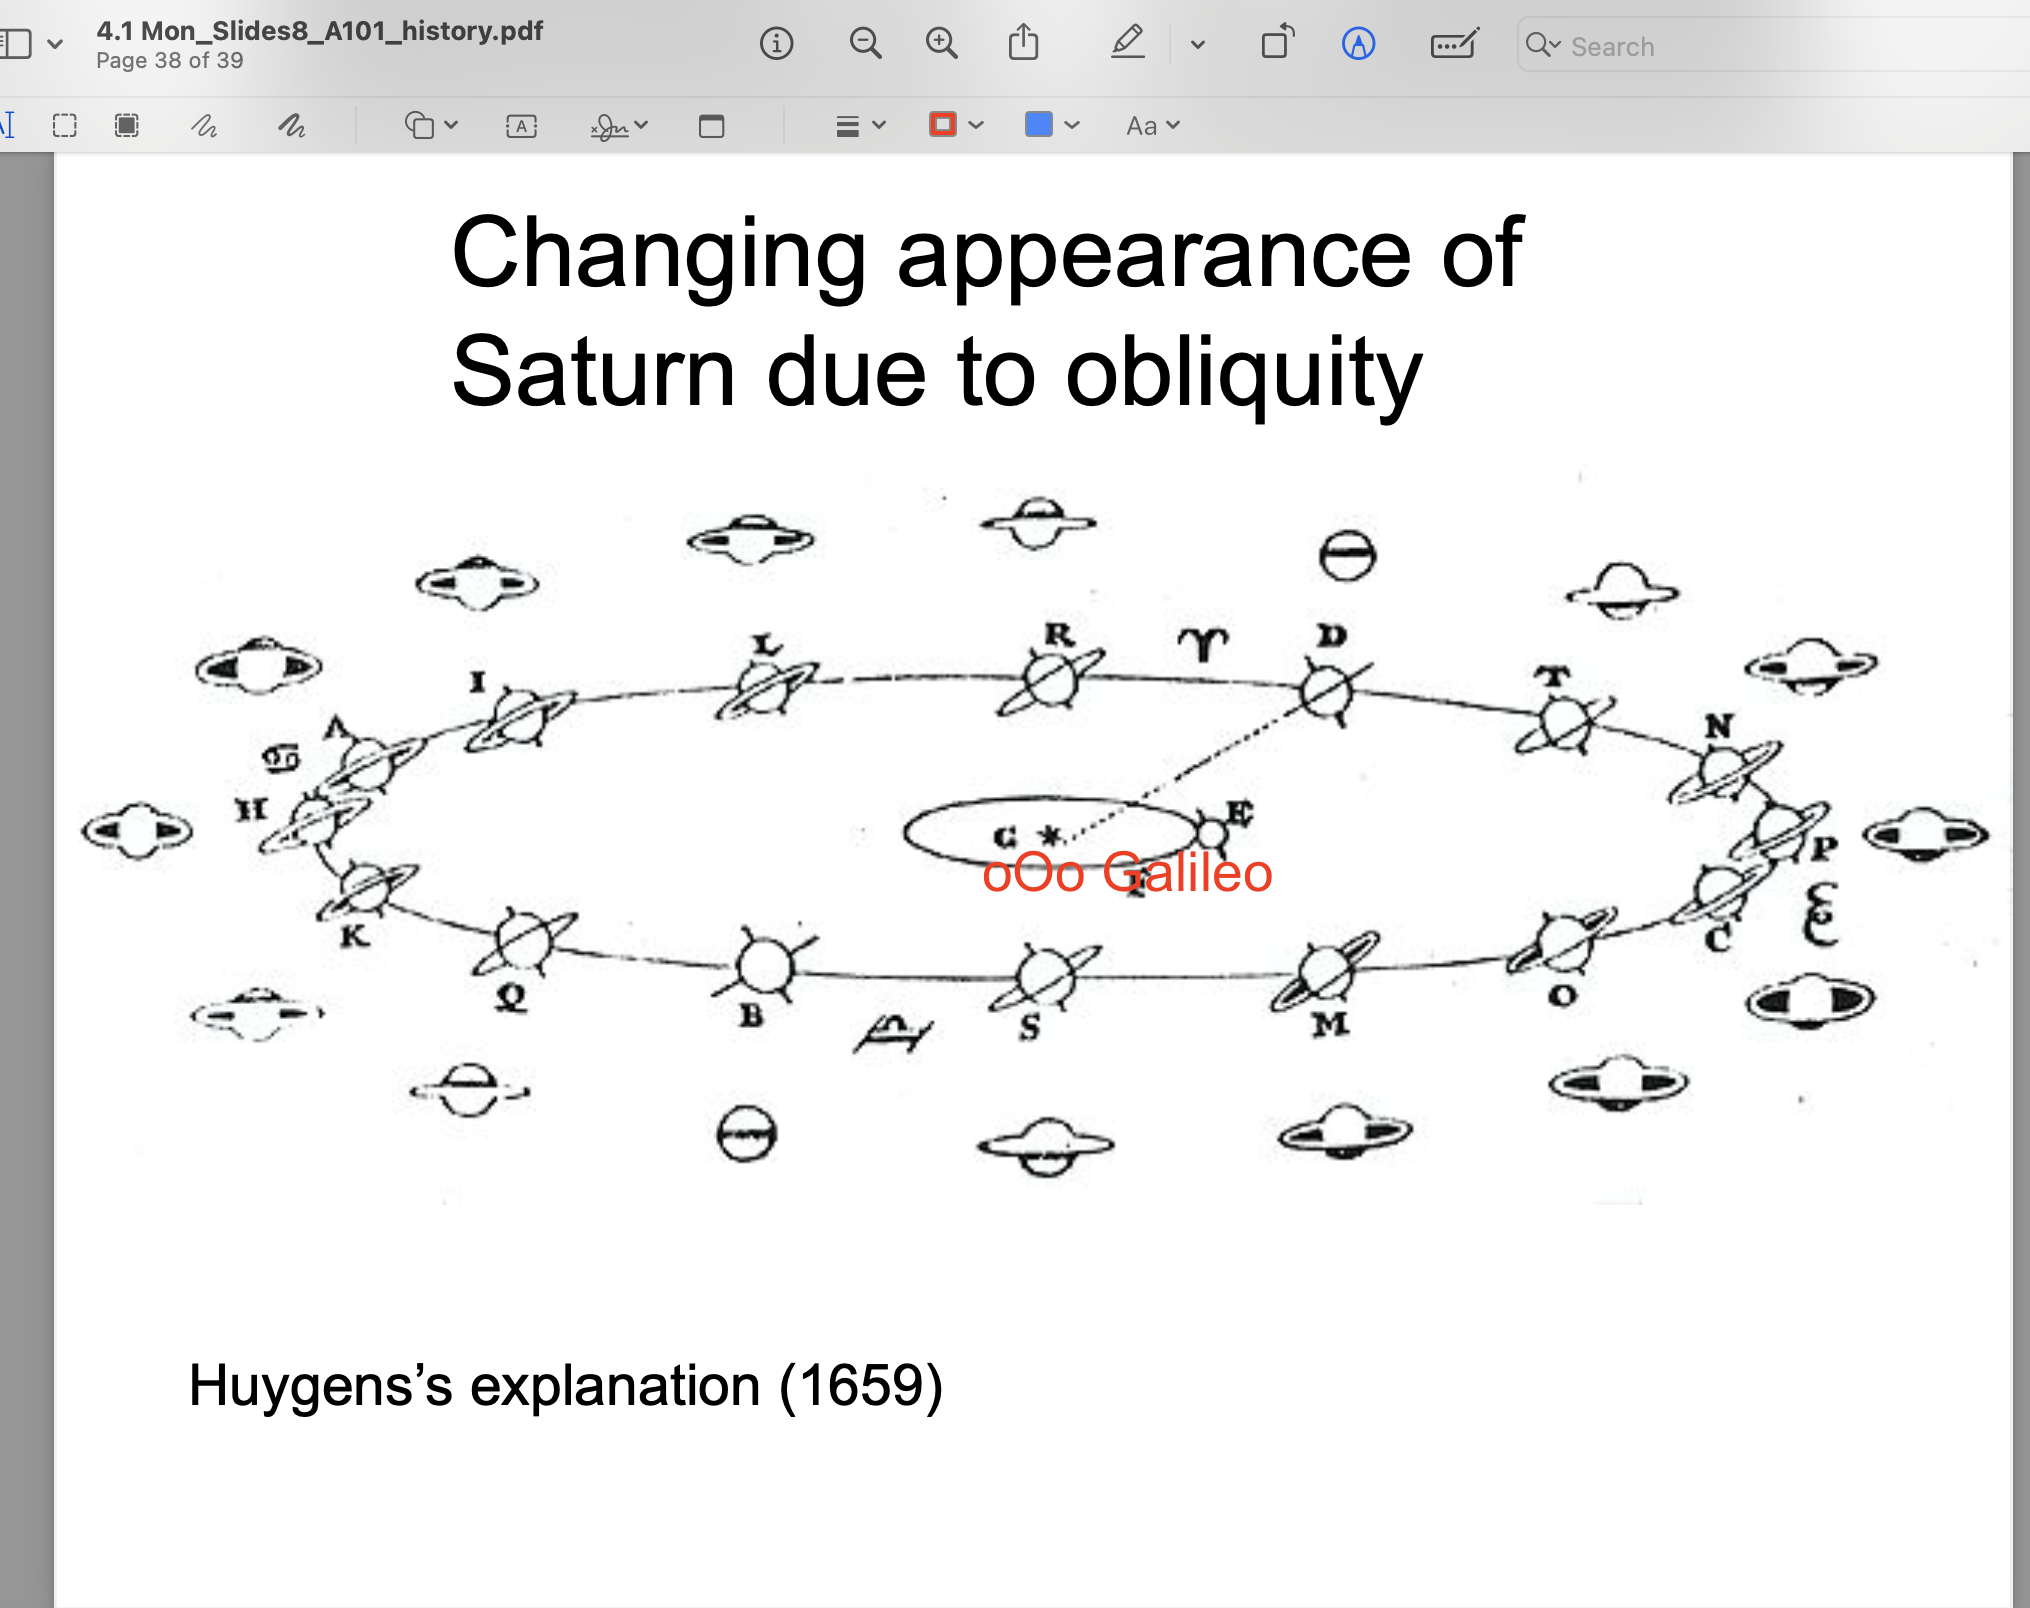 4.1 Mon_Slides8_A101_history.pdf
Page 38 of 39
Search
A
Aa
Changing appearance of
Saturn due to obliquity
R
D
L
T
I
N
A
H
G
E
P
oOo Galileo
F
K
C
Q
B
S
M
O
Huygens’s explanation (1659)